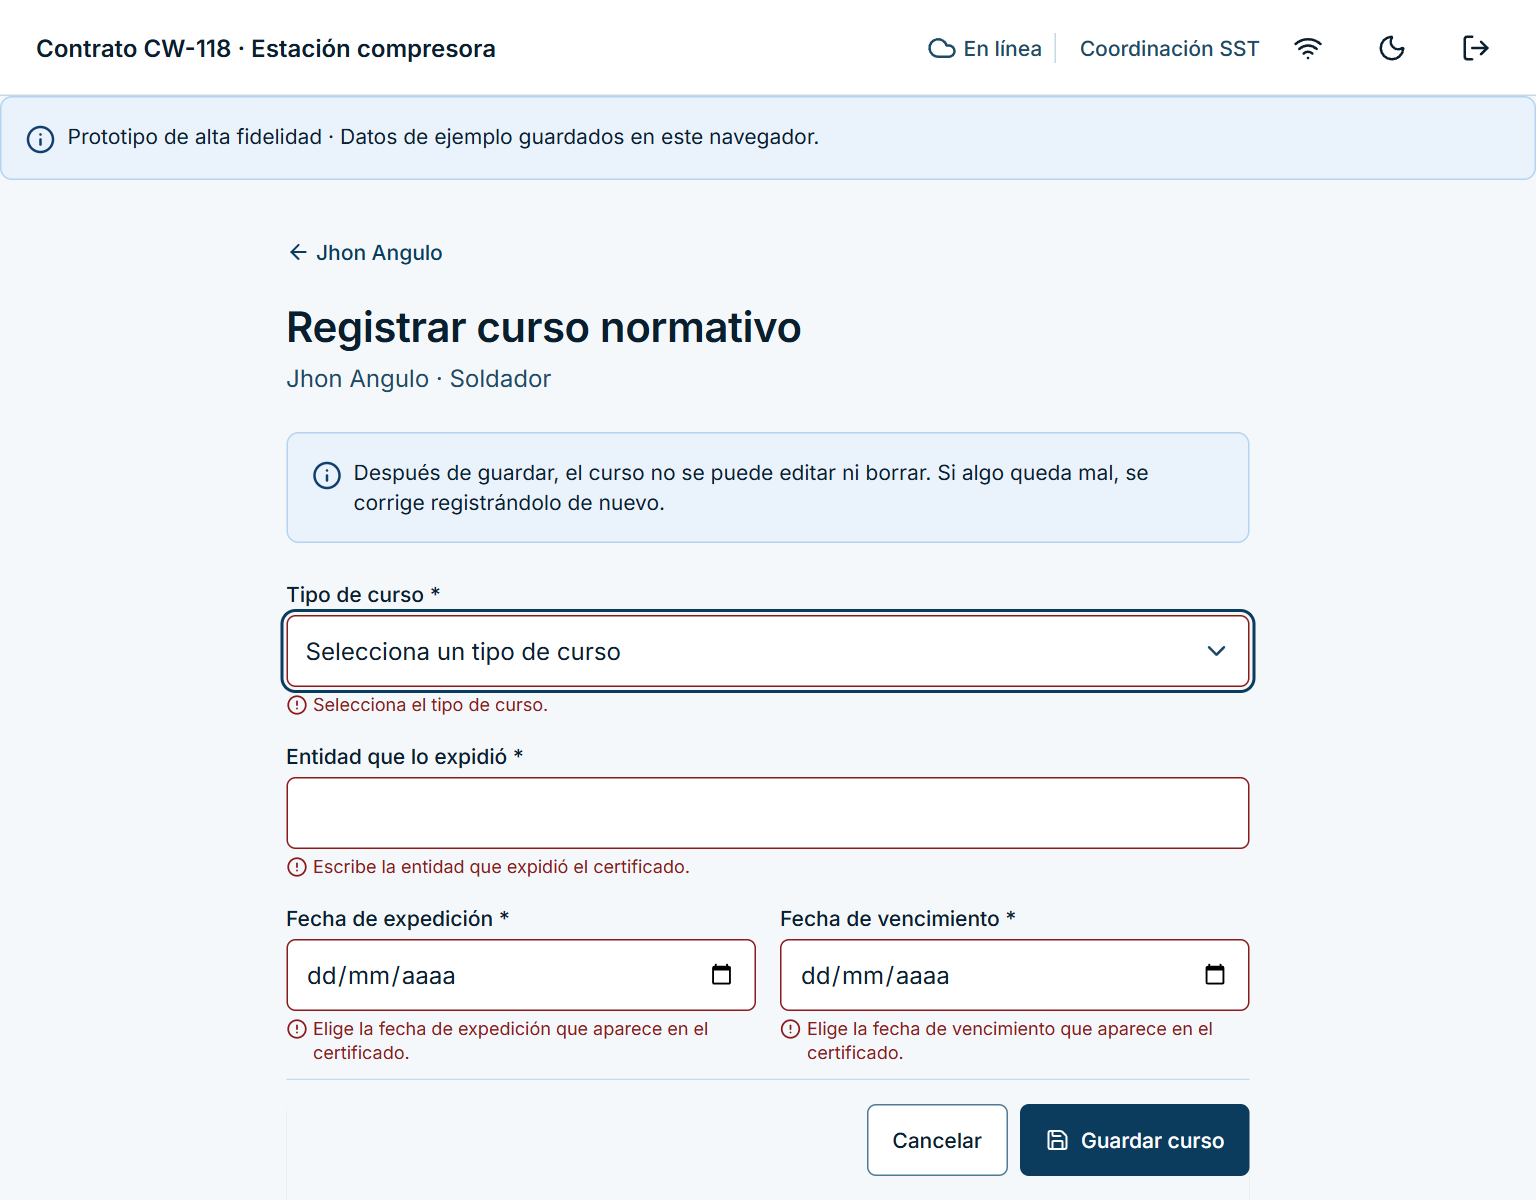 Contrato CW-118 · Estación compresora
En línea
Coordinación SST
Prototipo de alta fidelidad · Datos de ejemplo guardados en este navegador.
Jhon Angulo
Registrar curso normativo
Jhon Angulo · Soldador
Después de guardar, el curso no se puede editar ni borrar. Si algo queda mal, se
corrige registrándolo de nuevo.
Tipo de curso *
Selecciona un tipo de curso
Selecciona el tipo de curso.
Entidad que lo expidió *
Escribe la entidad que expidió el certificado.
Fecha de expedición *
dd/mm/aaaa
Elige la fecha de expedición que aparece en el
certificado.
Fecha de vencimiento *
dd/mm/aaaa
Elige la fecha de vencimiento que aparece en el
certificado.
Cancelar
Guardar curso